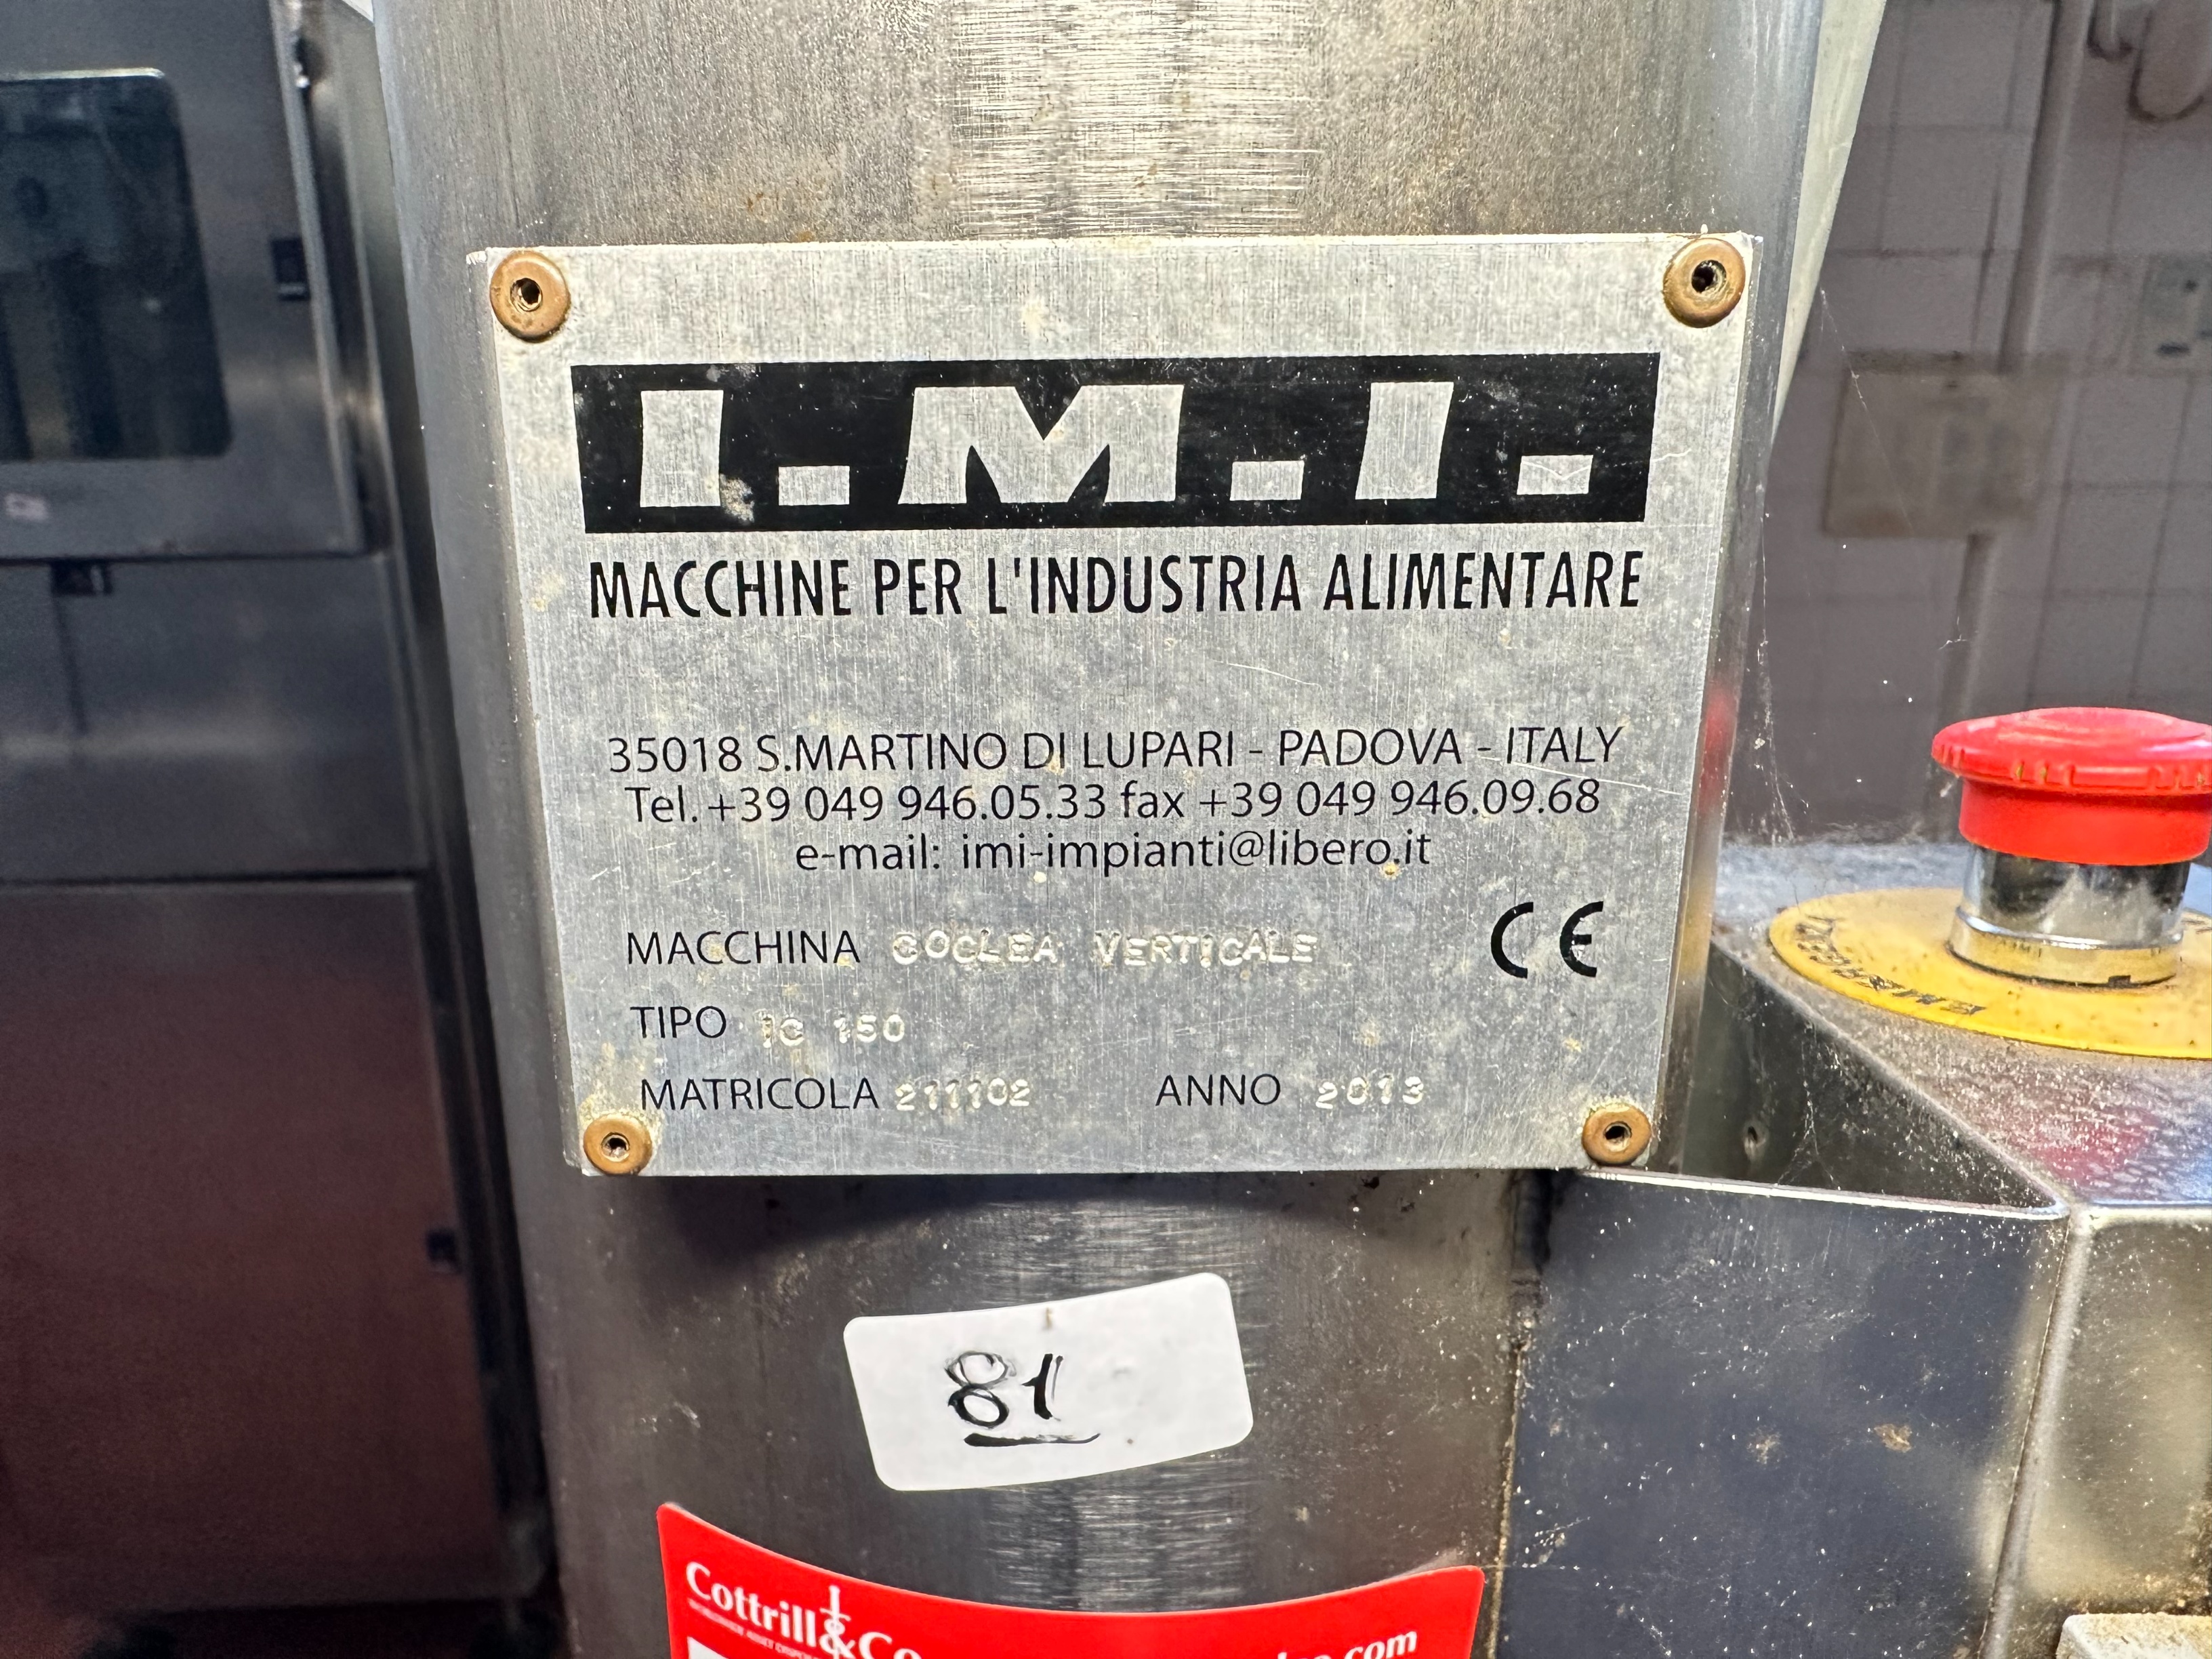 I.M.I.
MACCHINE PER L'INDUSTRIA ALIMENTARE
35018 S.MARTINO DI LUPARI - PADOVA - ITALY
Tel. +39 049 946.05.33 fax +39 049 946.09.68
e-mail: imi-impianti@libero.it
MACCHINA COCLEA VERTICALE
CE
TIPO IC 150
MATRICOLA 211102 ANNO 2013
81
Cottrill&Co